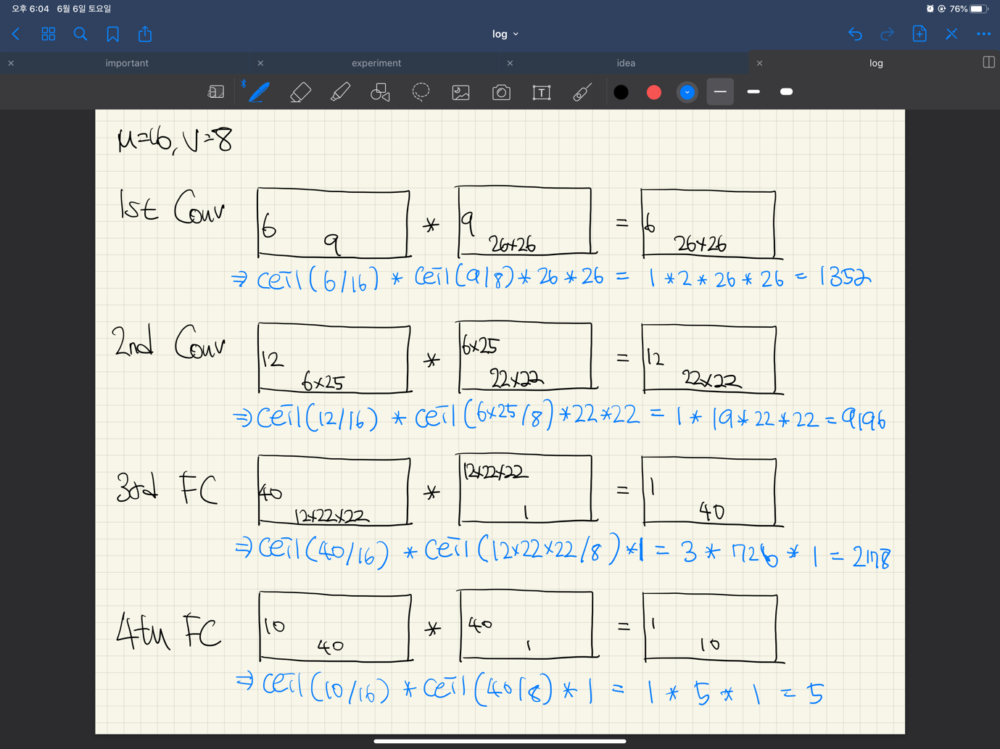 오후 6:04 6월 6일 토요일 76%
log
important experiment idea log
T
M=16, V=8
1st Conv 6 9 * 9 26×26 = 6 26×26
⇒ ceil(6/16) * ceil(9/8) * 26 * 26 = 1 * 2 * 26 * 26 = 1352
2nd Conv 12 6×25 * 6×25 22×22 = 12 22×22
⇒ ceil(12/16) * ceil(6×25/8) * 22 * 22 = 1 * 19 * 22 * 22 = 9196
3rd FC 40 12×22×22 * 12×22×22 1 = 1 40
⇒ ceil(40/16) * ceil(12×22×22/8) * 1 = 3 * 726 * 1 = 2178
4th FC 10 40 * 40 1 = 1 10
⇒ ceil(10/16) * ceil(40/8) * 1 = 1 * 5 * 1 = 5